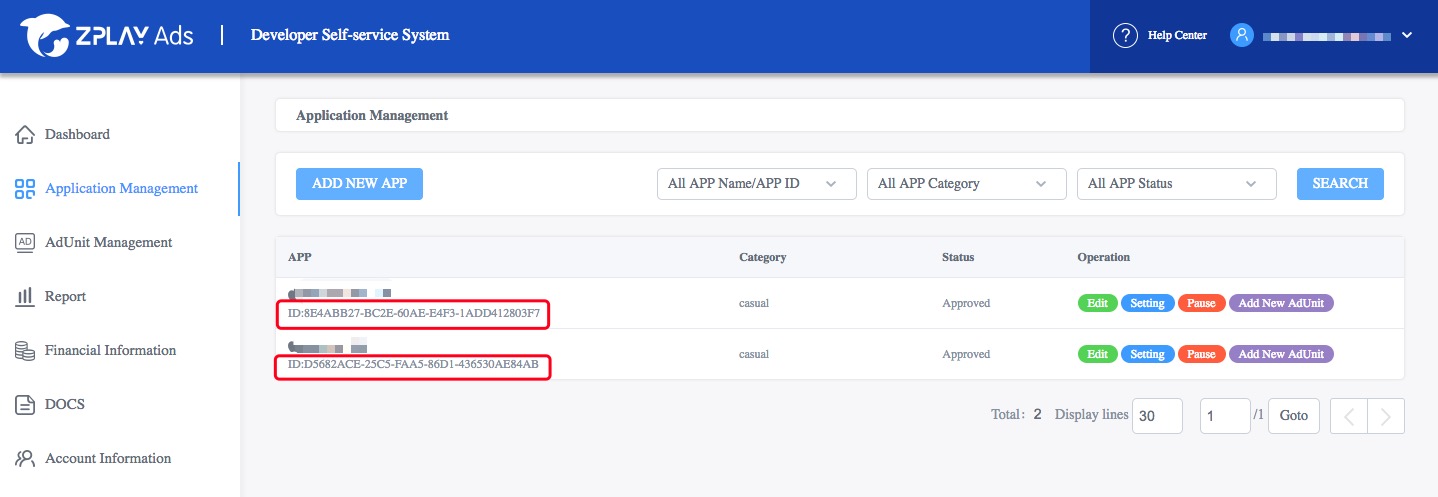 ZPLAY Ads | Developer Self-service System
? Help Center
Dashboard
Application Management
AD AdUnit Management
Report
Financial Information
DOCS
Account Information
Application Management
ADD NEW APP All APP Name/APP ID All APP Category All APP Status SEARCH
APP Category Status Operation
ID:8E4ABB27-BC2E-60AE-E4F3-1ADD412803F7 casual Approved Edit Setting Pause Add New AdUnit
ID:D5682ACE-25C5-FAA5-86D1-436530AE84AB casual Approved Edit Setting Pause Add New AdUnit
Total: 2 Display lines 30 1 /1 Goto